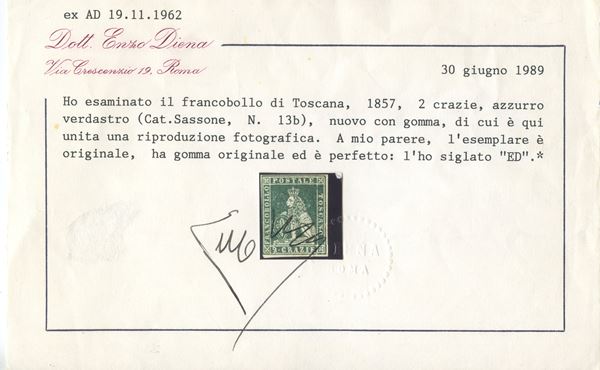 ex AD 19.11.1962
Dott. Enzo Diena
Via Crescenzio 19, Roma
30 giugno 1989
Ho esaminato il francobollo di Toscana, 1857, 2 crazie, azzurro
verdastro (Cat.Sassone, N. 13b), nuovo con gomma, di cui è qui
unita una riproduzione fotografica. A mio parere, l'esemplare è
originale, ha gomma originale ed è perfetto: l'ho siglato "ED".*
FRANCOBOLLO
POSTALE
TOSCANO
2 CRAZIE